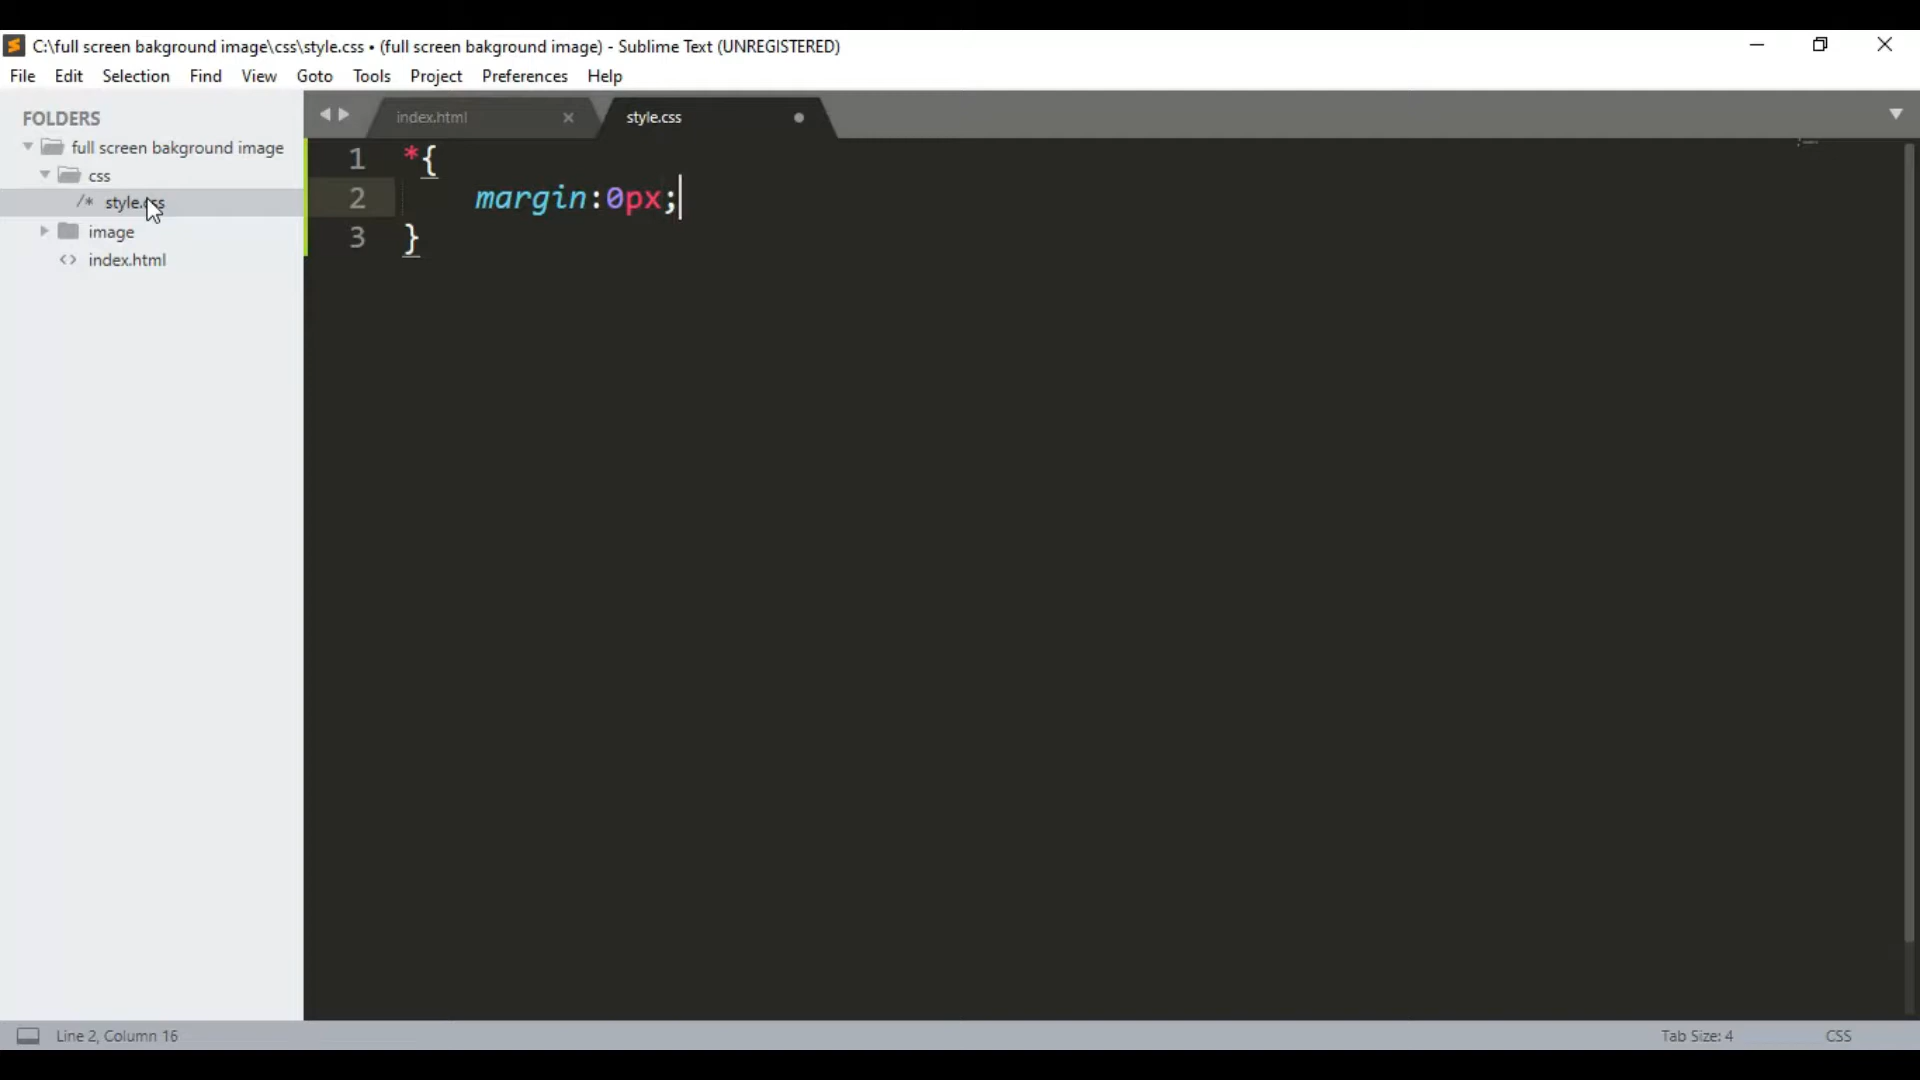 C:\full screen bakground image\css\style.css • (full screen bakground image) - Sublime Text (UNREGISTERED)
File Edit Selection Find View Goto Tools Project Preferences Help
FOLDERS
full screen bakground image
css
/* style.css
image
<> index.html
index.html × style.css
1 *{
2 margin:0px;
3 }
Line 2, Column 16
Tab Size: 4 CSS